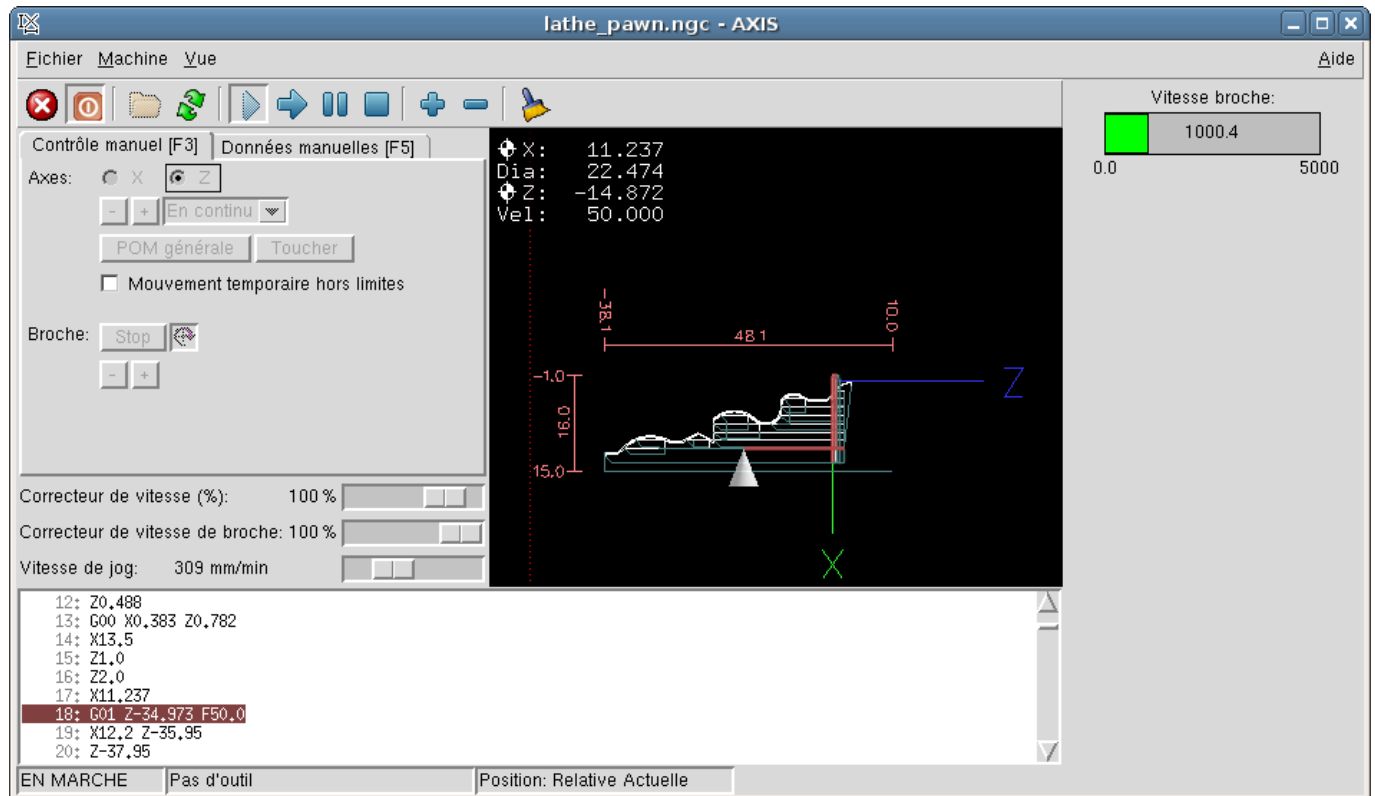 lathe_pawn.ngc - AXIS
Fichier Machine Vue Aide
Contrôle manuel [F3] Données manuelles [F5]
Axes: X Z
- + En continu
POM générale Toucher
Mouvement temporaire hors limites
Broche: Stop
- +
Correcteur de vitesse (%): 100 %
Correcteur de vitesse de broche: 100 %
Vitesse de jog: 309 mm/min
X: 11.237
Dia: 22.474
Z: -14.872
Vel: 50.000
-38.1
10.0
48.1
-1.0
16.0
15.0
Z
X
Vitesse broche:
1000.4
0.0 5000
12: Z0.488
13: G00 X0.383 Z0.782
14: X13.5
15: Z1.0
16: Z2.0
17: X11.237
18: G01 Z-34.973 F50.0
19: X12.2 Z-35.95
20: Z-37.95
EN MARCHE Pas d'outil Position: Relative Actuelle